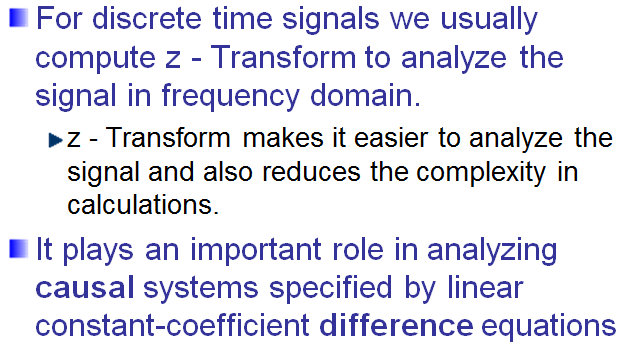 For discrete time signals we usually
compute z - Transform to analyze the
signal in frequency domain.
z - Transform makes it easier to analyze the
signal and also reduces the complexity in
calculations.
It plays an important role in analyzing
causal systems specified by linear
constant-coefficient difference equations